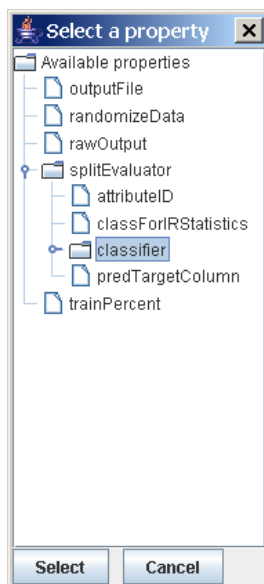 Select a property
Available properties
outputFile
randomizeData
rawOutput
splitEvaluator
attributeID
classForIRStatistics
classifier
predTargetColumn
trainPercent
Select Cancel